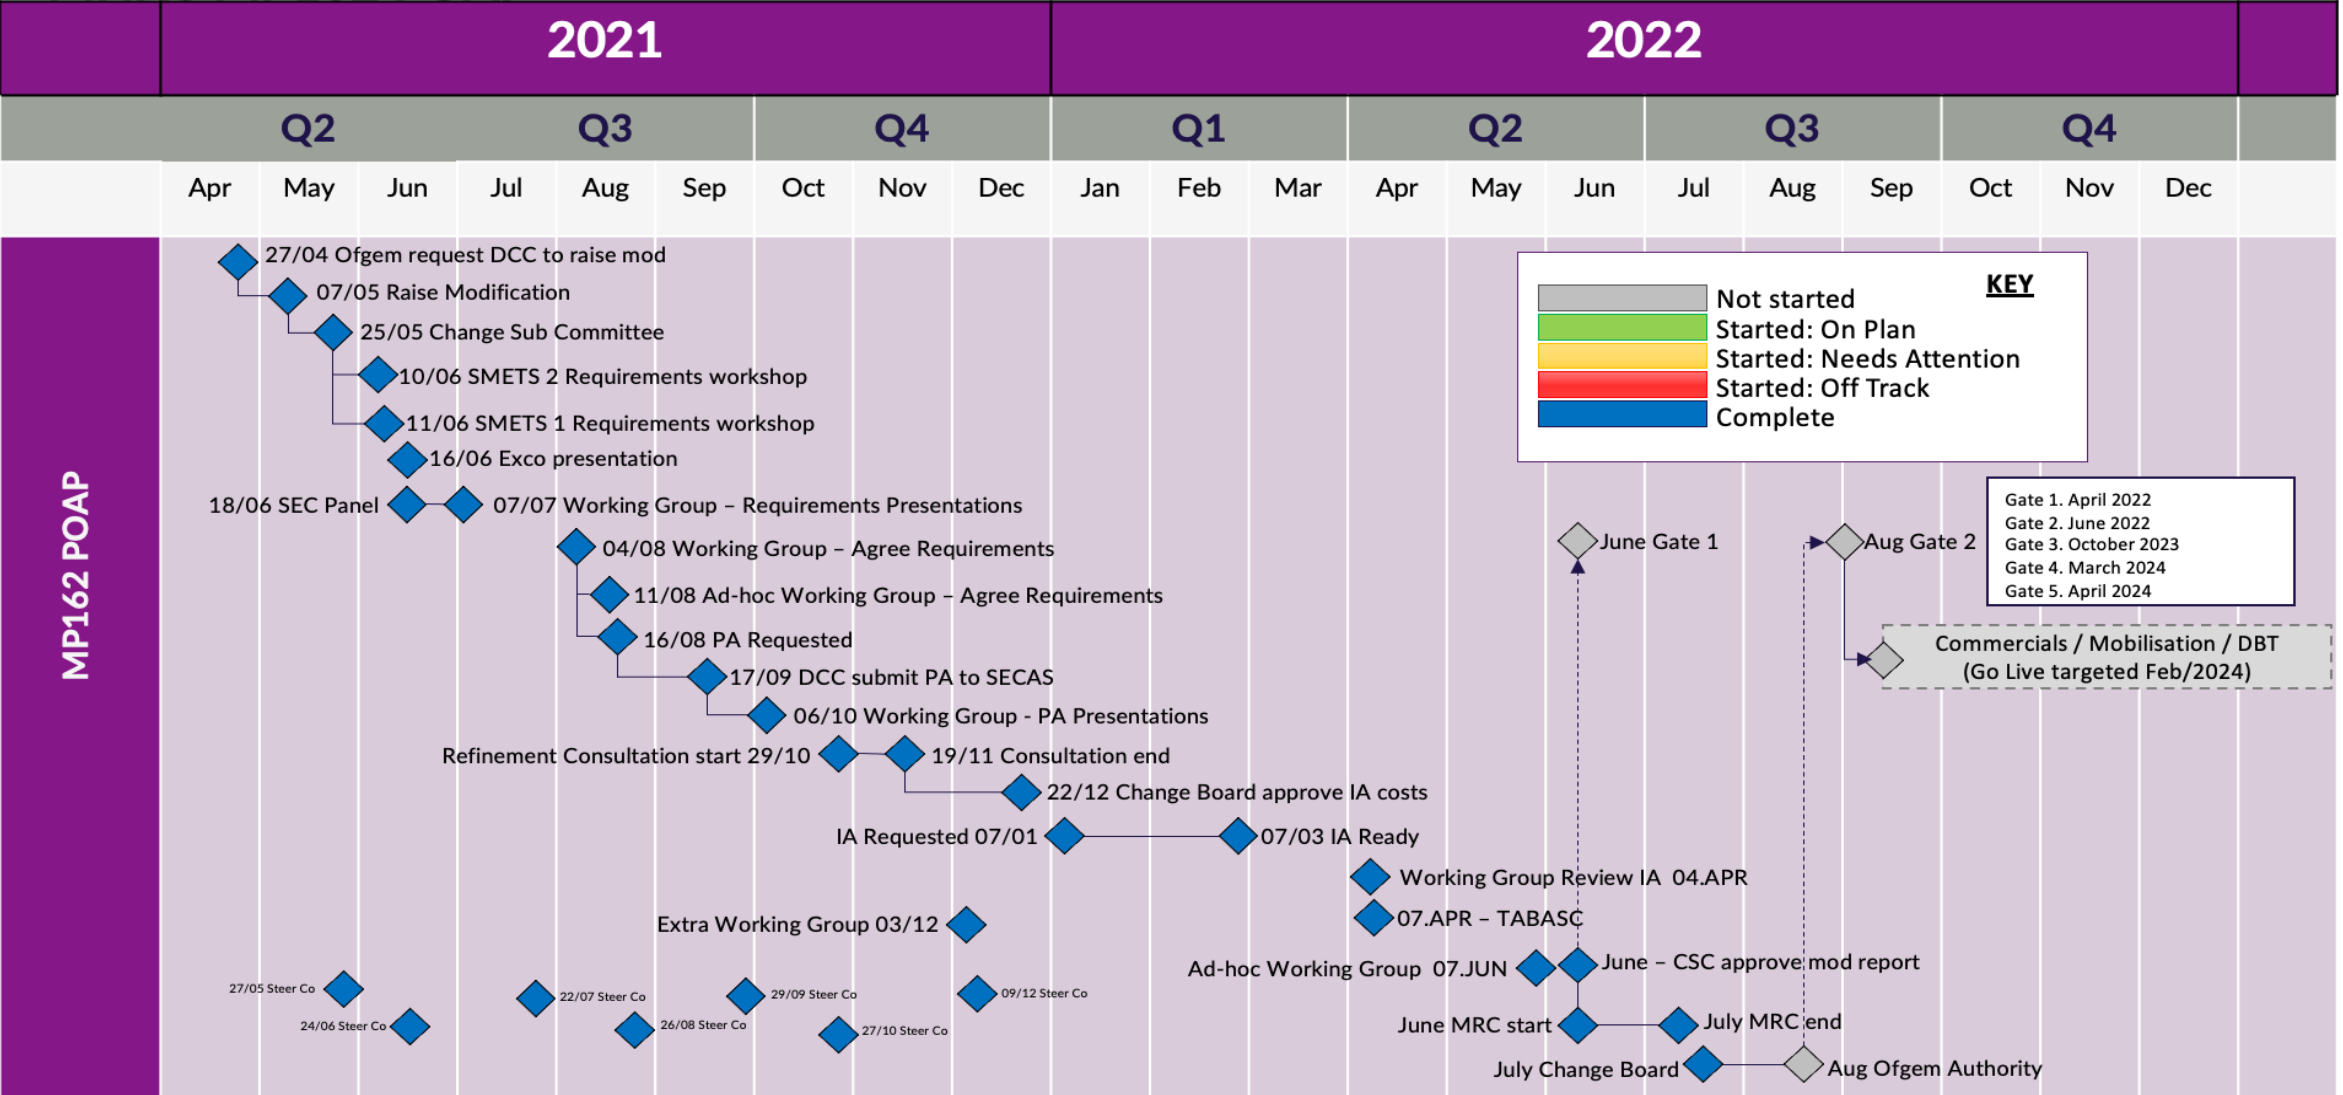 2021
2022
Q2
Q3
Q4
Q1
Q2
Q3
Q4
Apr
May
Jun
Jul
Aug
Sep
Oct
Nov
Dec
Jan
Feb
Mar
Apr
May
Jun
Jul
Aug
Sep
Oct
Nov
Dec
MP162 POAP
27/04 Ofgem request DCC to raise mod
07/05 Raise Modification
25/05 Change Sub Committee
10/06 SMETS 2 Requirements workshop
11/06 SMETS 1 Requirements workshop
16/06 Exco presentation
18/06 SEC Panel
07/07 Working Group – Requirements Presentations
04/08 Working Group – Agree Requirements
11/08 Ad-hoc Working Group – Agree Requirements
16/08 PA Requested
17/09 DCC submit PA to SECAS
06/10 Working Group - PA Presentations
Refinement Consultation start 29/10
19/11 Consultation end
22/12 Change Board approve IA costs
IA Requested 07/01
07/03 IA Ready
Working Group Review IA 04.APR
Extra Working Group 03/12
07.APR – TABASC
Ad-hoc Working Group 07.JUN
June – CSC approve mod report
27/05 Steer Co
22/07 Steer Co
29/09 Steer Co
09/12 Steer Co
24/06 Steer Co
26/08 Steer Co
27/10 Steer Co
June MRC start
July MRC end
July Change Board
Aug Ofgem Authority
KEY
Not started
Started: On Plan
Started: Needs Attention
Started: Off Track
Complete
June Gate 1
Aug Gate 2
Gate 1. April 2022
Gate 2. June 2022
Gate 3. October 2023
Gate 4. March 2024
Gate 5. April 2024
Commercials / Mobilisation / DBT
(Go Live targeted Feb/2024)